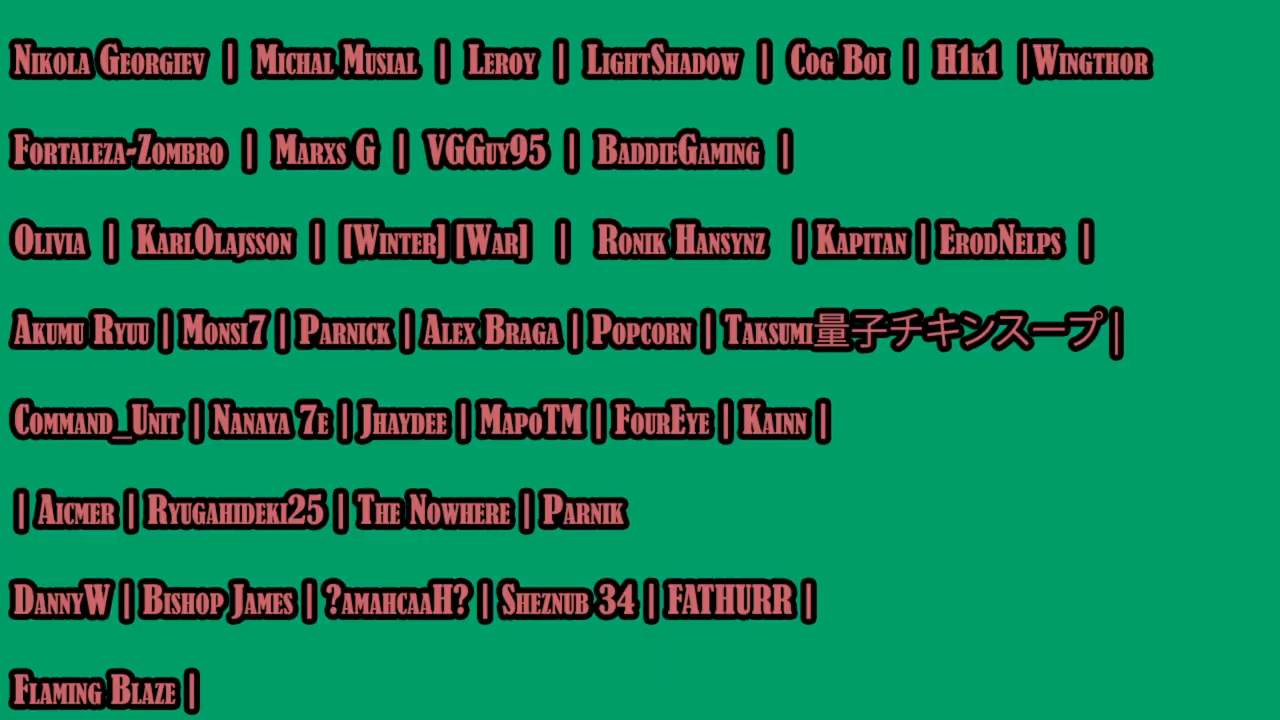 Nikola Georgiev | Michal Musial | Leroy | LightShadow | Cog Boi | H1k1 |Wingthor
Fortaleza-Zombro | Marxs G | VGGuy95 | BaddieGaming |
Olivia | KarlOlajsson | [Winter] [War] | Ronik Hansynz | Kapitan | ErodNelps |
Akumu Ryuu | Monsi7 | Parnick | Alex Braga | Popcorn | Taksumi量子チキンスープ |
Command_Unit | Nanaya 7e | Jhaydee | MapoTM | FourEye | Kainn |
| Aicmer | Ryugahideki25 | The Nowhere | Parnik
DannyW | Bishop James | ?amahcaaH? | Sheznub 34 | FATHURR |
Flaming Blaze |